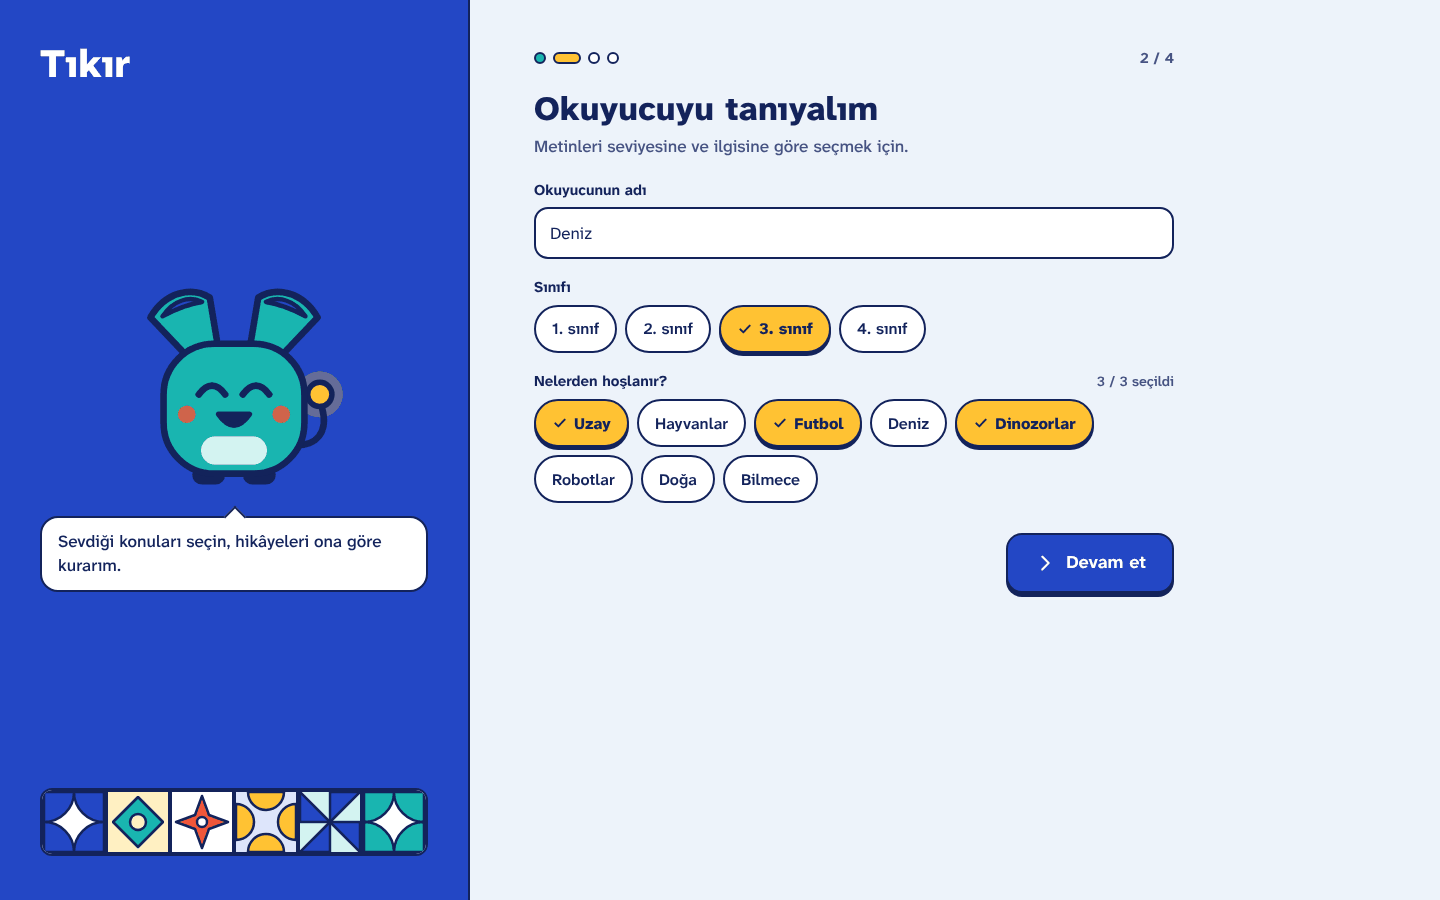 Tıkır
Sevdiği konuları seçin, hikâyeleri ona göre
kurarım.
2 / 4
Okuyucuyu tanıyalım
Metinleri seviyesine ve ilgisine göre seçmek için.
Okuyucunun adı
Deniz
Sınıfı
1. sınıf
2. sınıf
3. sınıf
4. sınıf
Nelerden hoşlanır?
3 / 3 seçildi
Uzay
Hayvanlar
Futbol
Deniz
Dinozorlar
Robotlar
Doğa
Bilmece
Devam et